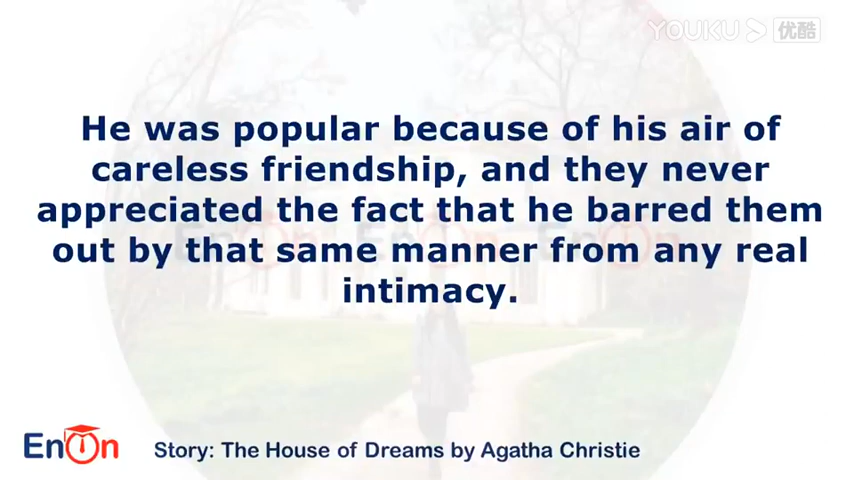 YOUKU 优酷
He was popular because of his air of
careless friendship, and they never
appreciated the fact that he barred them
out by that same manner from any real
intimacy.
EnOn
Story: The House of Dreams by Agatha Christie